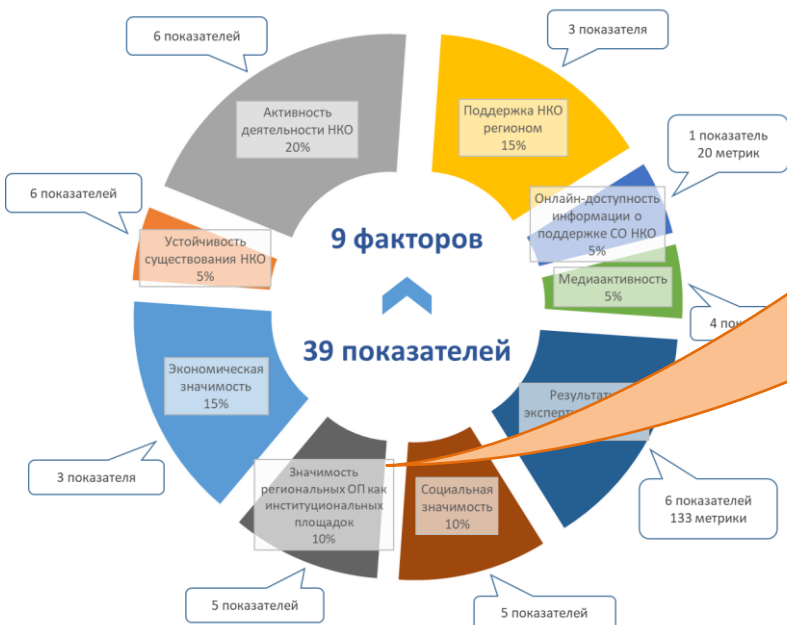 6 показателей
3 показателя
Активность
деятельности НКО
20%
Поддержка НКО
регионом
15%
1 показатель
20 метрик
6 показателей
Устойчивость
существования НКО
5%
9 факторов
Онлайн-доступность
информации о
поддержке СО НКО
5%
Медиаактивность
5%
39 показателей
4
Экономическая
значимость
15%
3 показателя
Значимость
региональных ОП как
институциональных
площадок
10%
Социальная
значимость
10%
6 показателей
133 метрики
5 показателей
5 показателей